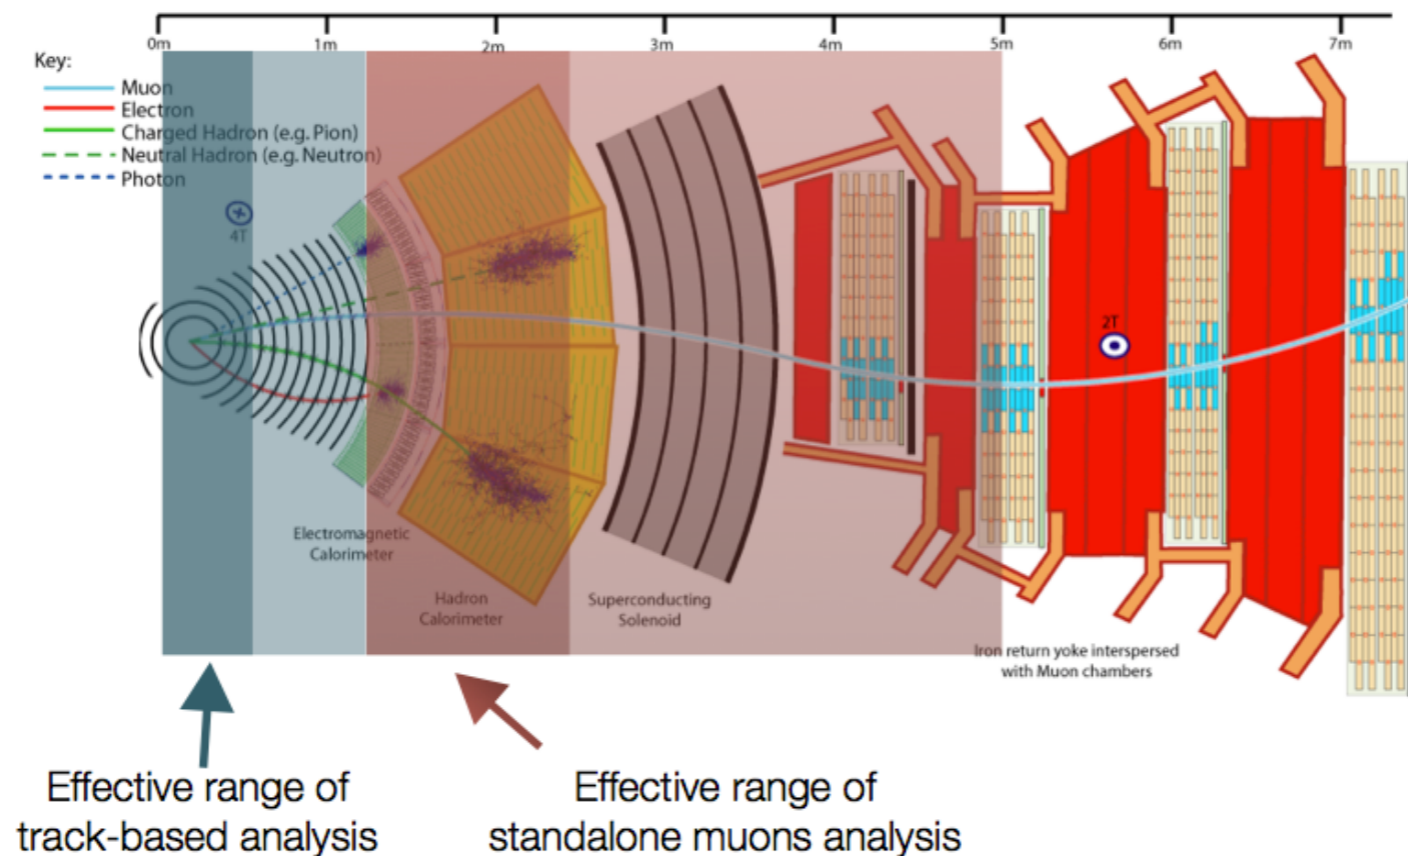 0m 1m 2m 3m 4m 5m 6m 7m
Key:
Muon
Electron
Charged Hadron (e.g. Pion)
Neutral Hadron (e.g. Neutron)
Photon
4T
2T
Electromagnetic
Calorimeter
Hadron
Calorimeter
Superconducting
Solenoid
Iron return yoke interspersed
with Muon chambers
Effective range of
track-based analysis
Effective range of
standalone muons analysis